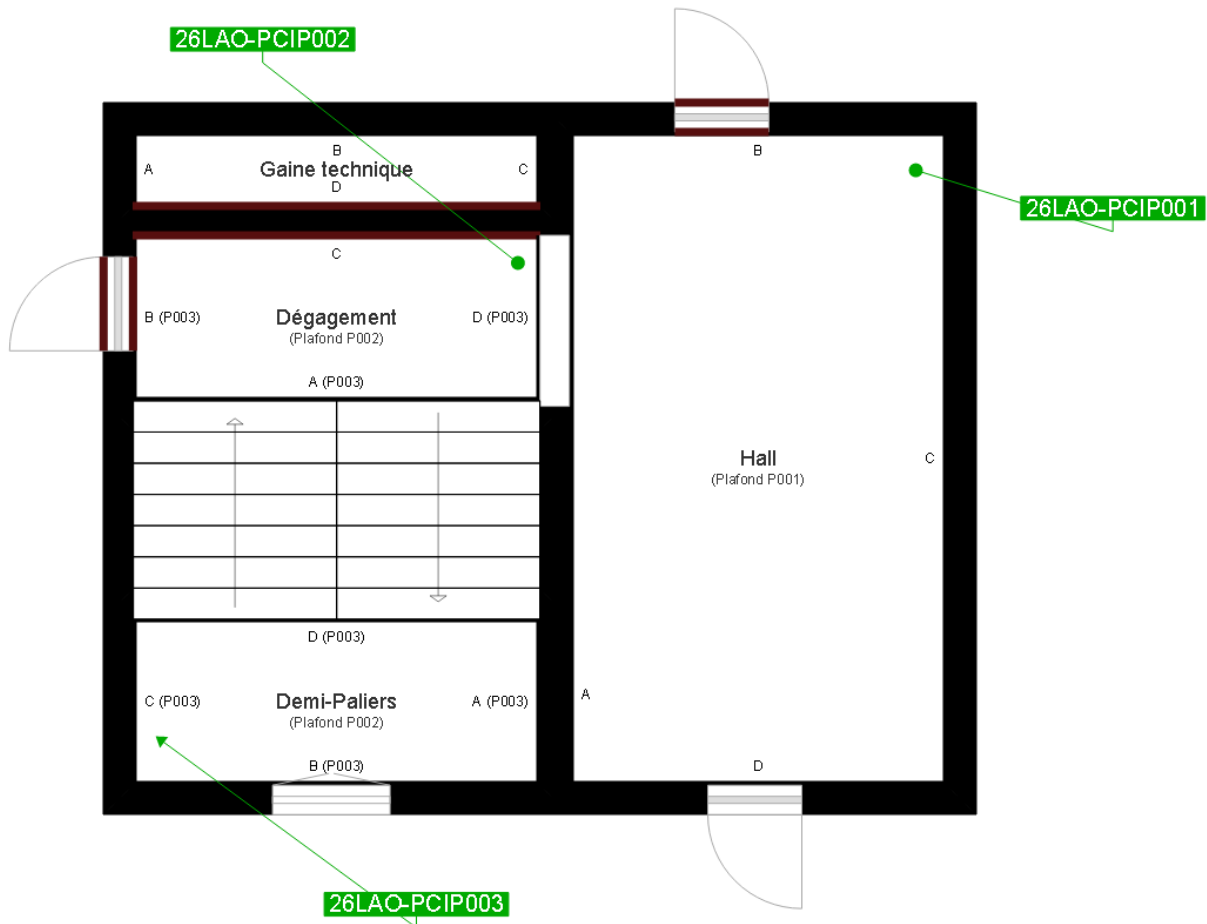 26LAO-PCIP002
B
A
Gaine technique
C
D
B
26LAO-PCIP001
C
B (P003)
Dégagement
(Plafond P002)
D (P003)
A (P003)
Hall
(Plafond P001)
C
D (P003)
C (P003)
Demi-Paliers
(Plafond P002)
A (P003)
A
B (P003)
D
26LAO-PCIP003